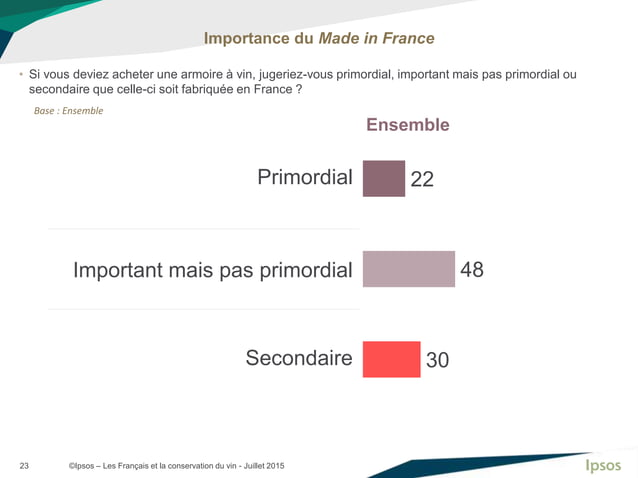 Importance du Made in France
• Si vous deviez acheter une armoire à vin, jugeriez-vous primordial, important mais pas primordial ou
secondaire que celle-ci soit fabriquée en France ?
Base : Ensemble
Ensemble
Primordial 22
Important mais pas primordial 48
Secondaire 30
23 ©Ipsos – Les Français et la conservation du vin - Juillet 2015
Ipsos